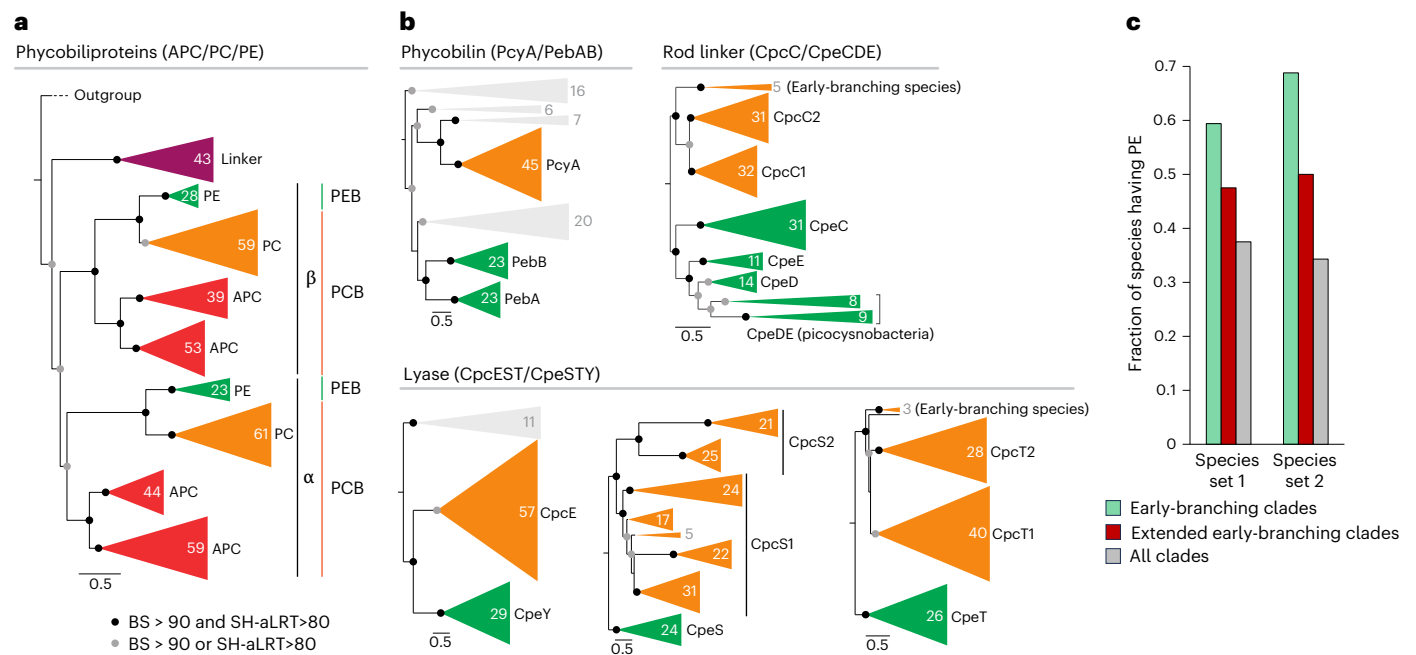 a
Phycobiliproteins (APC/PC/PE)
Outgroup
43 Linker
28 PE
59 PC
39 APC
53 APC
23 PE
61 PC
44 APC
59 APC
β
α
PEB
PCB
PEB
PCB
0.5
BS > 90 and SH-aLRT>80
BS > 90 or SH-aLRT>80
b
Phycobilin (PcyA/PebAB)
16
6
7
45 PcyA
20
23 PebB
23 PebA
0.5
Rod linker (CpcC/CpeCDE)
5 (Early-branching species)
31 CpcC2
32 CpcC1
31 CpeC
11 CpeE
14 CpeD
8
9
CpeDE (picocysnobacteria)
0.5
Lyase (CpcEST/CpeSTY)
11
57 CpcE
29 CpeY
0.5
21
25
CpcS2
24
17
5
22
31
CpcS1
24 CpeS
0.5
3 (Early-branching species)
28 CpcT2
40 CpcT1
26 CpeT
0.5
c
Fraction of species having PE
0.7
0.6
0.5
0.4
0.3
0.2
0.1
0
Species set 1
Species set 2
Early-branching clades
Extended early-branching clades
All clades